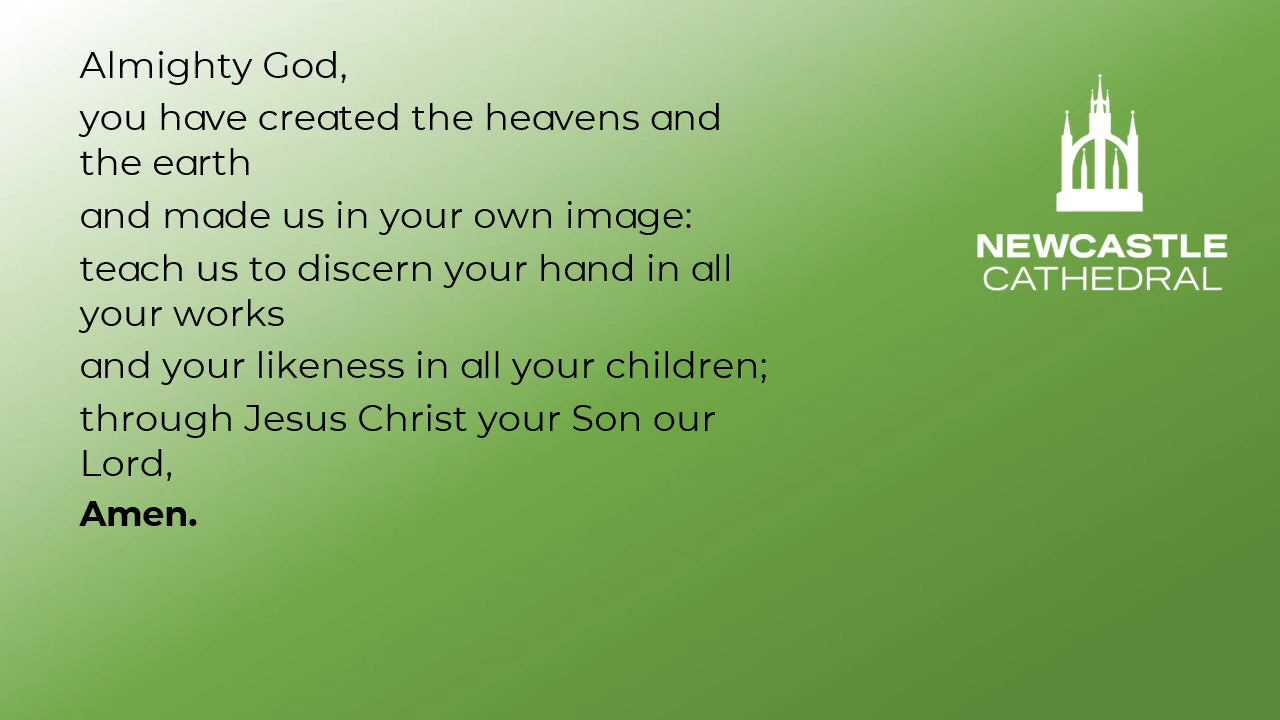 Almighty God,
you have created the heavens and
the earth
and made us in your own image:
teach us to discern your hand in all
your works
and your likeness in all your children;
through Jesus Christ your Son our
Lord,
Amen.
NEWCASTLE
CATHEDRAL